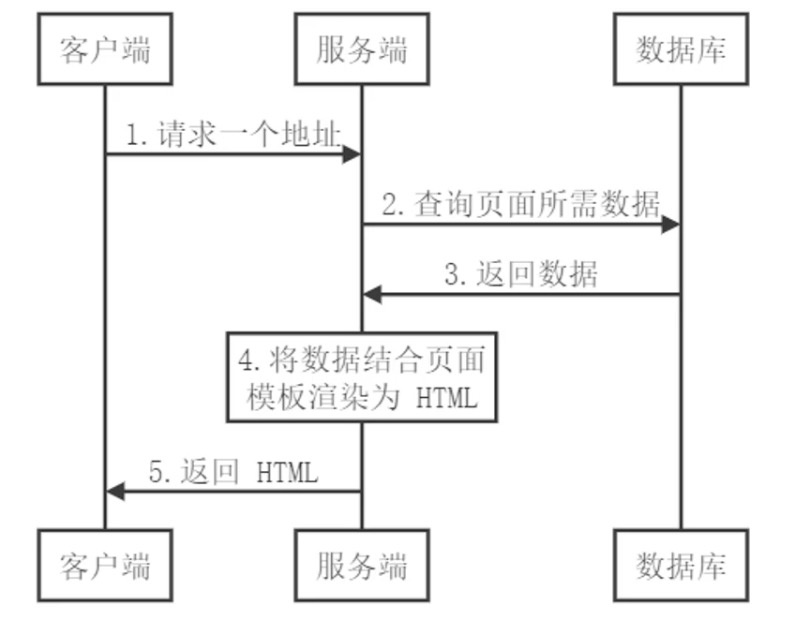 客户端
服务端
数据库
1.请求一个地址
2.查询页面所需数据
3.返回数据
4.将数据结合页面
模板渲染为 HTML
5.返回 HTML
客户端
服务端
数据库